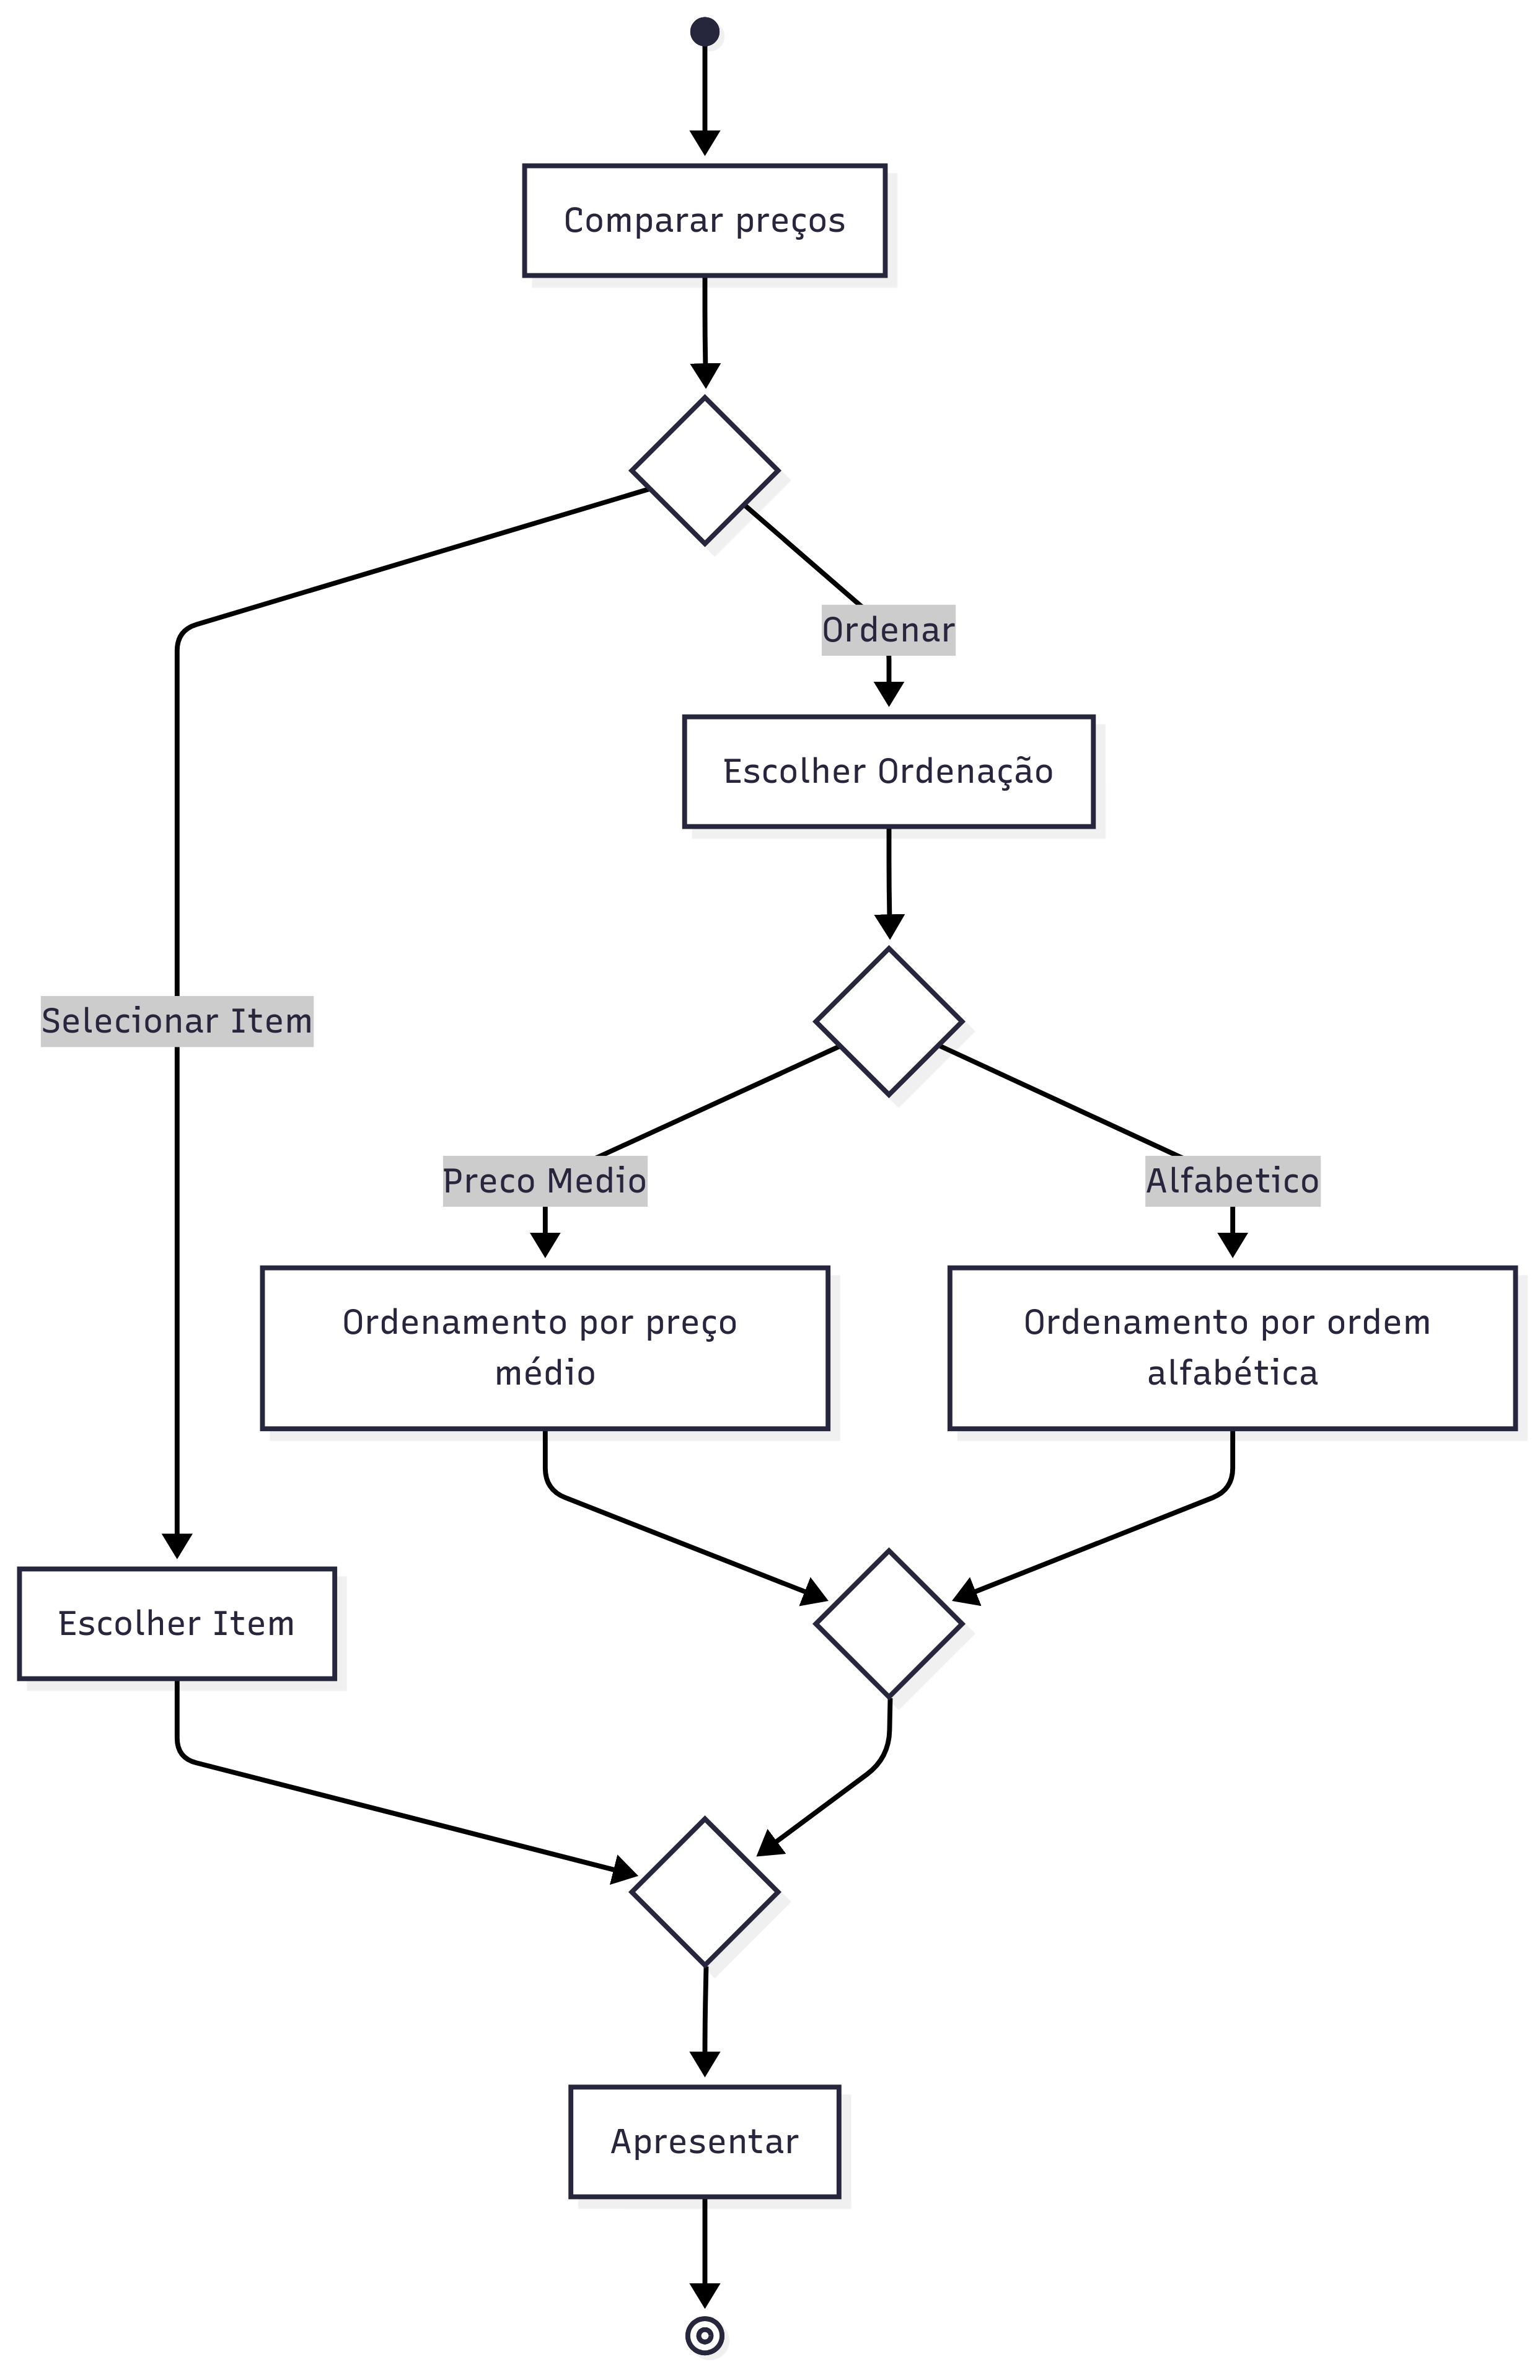 Comparar preços
Ordenar
Escolher Ordenação
Selecionar Item
Preco Medio
Alfabetico
Ordenamento por preço
médio
Ordenamento por ordem
alfabética
Escolher Item
Apresentar